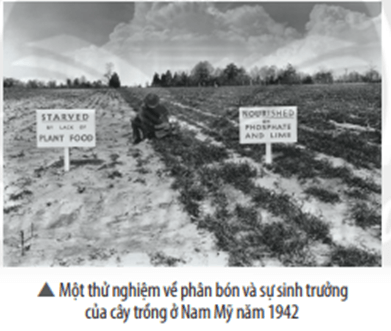 STARVED
BY LACK OF
PLANT FOOD
NOURISHED
BY
PHOSPHATE
AND LIME
▲ Một thử nghiệm về phân bón và sự sinh trưởng
của cây trồng ở Nam Mỹ năm 1942